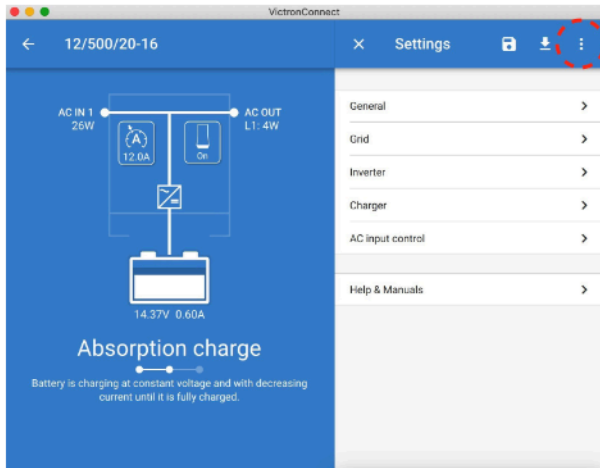 VictronConnect
12/500/20-16
Settings
AC IN 1
26W
AC OUT
L1: 4W
A
12.0A
On
14.37V 0.60A
Absorption charge
Battery is charging at constant voltage and with decreasing
current until it is fully charged.
General
Grid
Inverter
Charger
AC input control
Help & Manuals